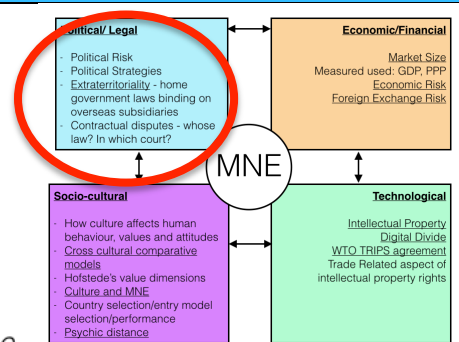 Political/ Legal
- Political Risk
- Political Strategies
- Extraterritoriality - home
government laws binding on
overseas subsidiaries
- Contractual disputes - whose
law? In which court?
Economic/Financial
Market Size
Measured used: GDP, PPP
Economic Risk
Foreign Exchange Risk
MNE
Socio-cultural
- How culture affects human
behaviour, values and attitudes
- Cross cultural comparative
models
- Hofstede's value dimensions
- Culture and MNE
- Country selection/entry model
selection/performance
- Psychic distance
Technological
Intellectual Property
Digital Divide
WTO TRIPS agreement
Trade Related aspect of
intellectual property rights